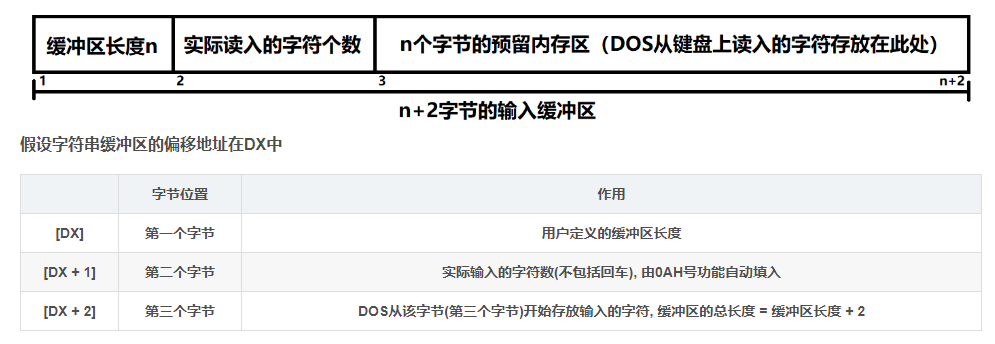 缓冲区长度n 实际读入的字符个数 n个字节的预留内存区（DOS从键盘上读入的字符存放在此处）
1 2 3 n+2
n+2字节的输入缓冲区
假设字符串缓冲区的偏移地址在DX中
字节位置 作用
[DX] 第一个字节 用户定义的缓冲区长度
[DX + 1] 第二个字节 实际输入的字符数(不包括回车), 由0AH号功能自动填入
[DX + 2] 第三个字节 DOS从该字节(第三个字节)开始存放输入的字符, 缓冲区的总长度 = 缓冲区长度 + 2